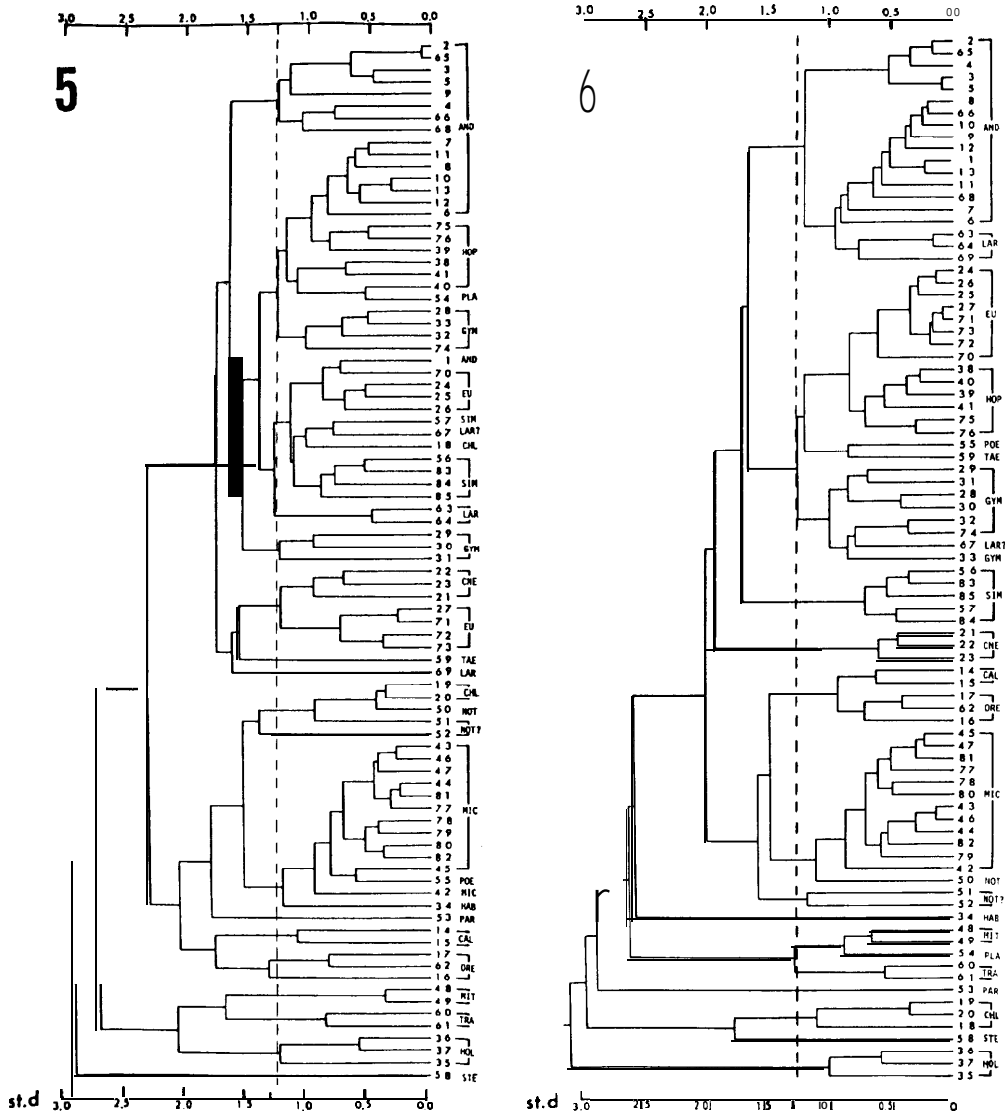 3,0 2.0 1.5 1.0 0,5 0,0
5
2
65
3
5
9
4
66
68
AND
7
11
8
10
13
12
6
75
76
39
HOP
38
41
40
54 PLA
28
33
GYM
32
74
1 AND
70
24
EU
25
26
57 SIM
67 LAR?
18 CHL
56
83
84 SIM
85
63
LAR
64
29
30
GYM
31
22
23 CNE
21
27
71
EU
72
73
59 TAE
69 LAR
19
CHL
20
50 NOT
51
NOT?
52
43
46
47
44
81
77 MIC
78
79
80
82
45
55 POE
42 MIC
34 HAB
53 PAR
14
CAL
15
17
62 DRE
16
48
MIT
49
60
TRA
61
36
37
HOL
35
58 STE
st.d 3.0 2.5 2.0 1.5 1.0 0.5 0.0
3.0 2.0 1.5 1.0 0.5 00
6
2
65
4
3
5
8
66
10
AND
9
12
1
13
11
68
7
6
63
64 LAR
69
24
26
25
27
EU
71
73
72
70
38
40
39
HOP
41
75
76
55 POE
59 TAE
29
31
28
GYM
30
32
74
67 LAR?
33 GYM
56
83
85 SIM
57
84
21
22 CNE
23
14
CAL
15
17
62 DRE
16
45
47
81
77
78
80 MIC
43
46
44
82
79
42
50 NOT
51
NOT?
52
34 HAB
48
MIT
49
54 PLA
60
TRA
61
53 PAR
19
20 CHL
18
58 STE
36
37 HOL
35
st.d 3.0 2.5 2.0 1.5 1.0 0.5 0